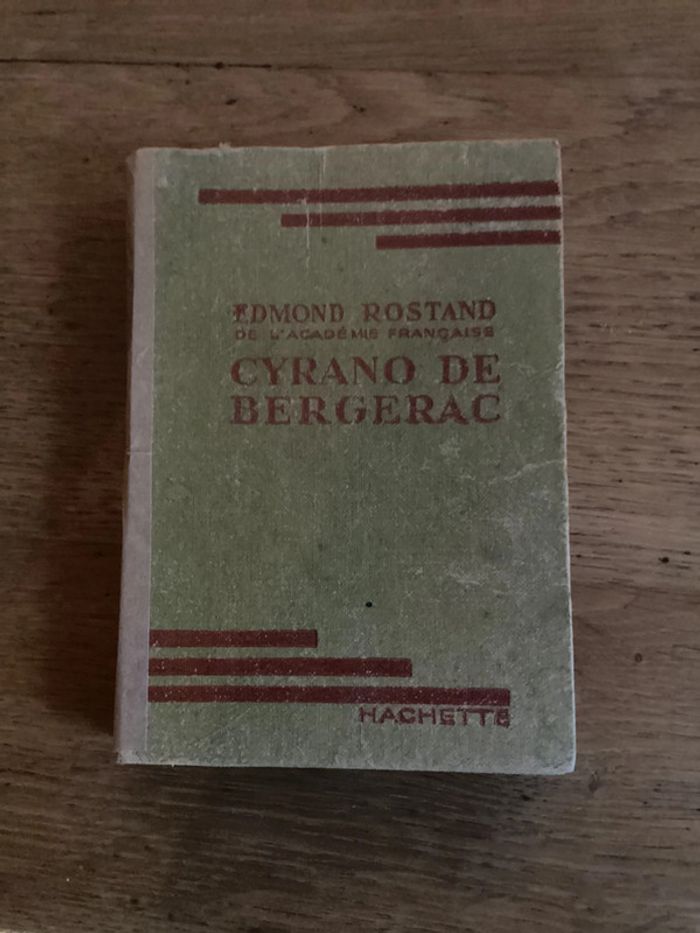 EDMOND ROSTAND
DE L'ACADÉMIE FRANÇAISE
CYRANO DE
BERGERAC
HACHETTE